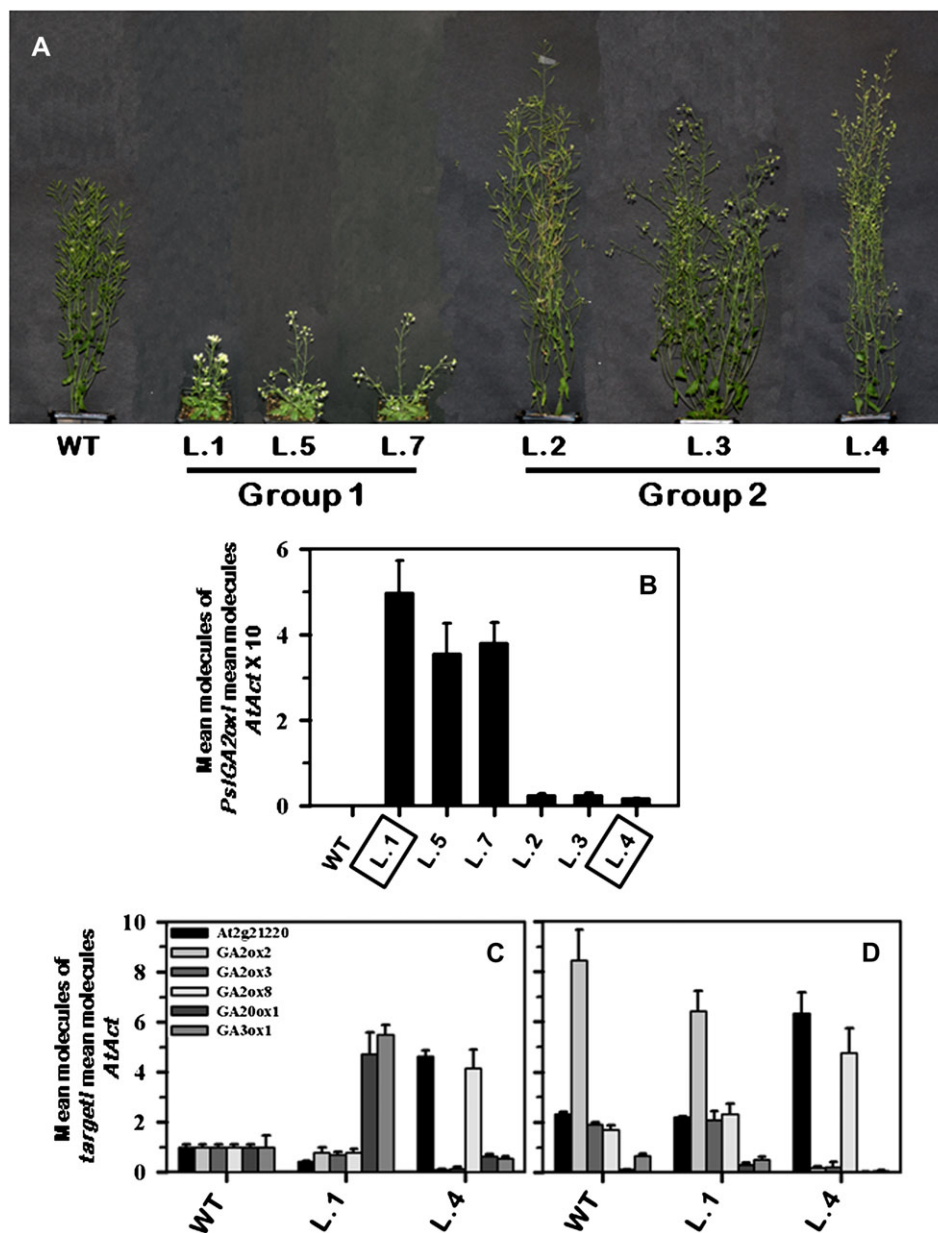 A
WT
L.1
L.5
L.7
L.2
L.3
L.4
Group 1
Group 2
B
Mean molecules of
PslGA2ox/ mean molecules
AtAct X 10
6
4
2
0
WT
L.1
L.5
L.7
L.2
L.3
L.4
Mean molecules of
target/ mean molecules
AtAct
10
8
6
4
2
0
C
At2g21220
GA2ox2
GA2ox3
GA2ox8
GA20ox1
GA3ox1
WT
L.1
L.4
D
WT
L.1
L.4